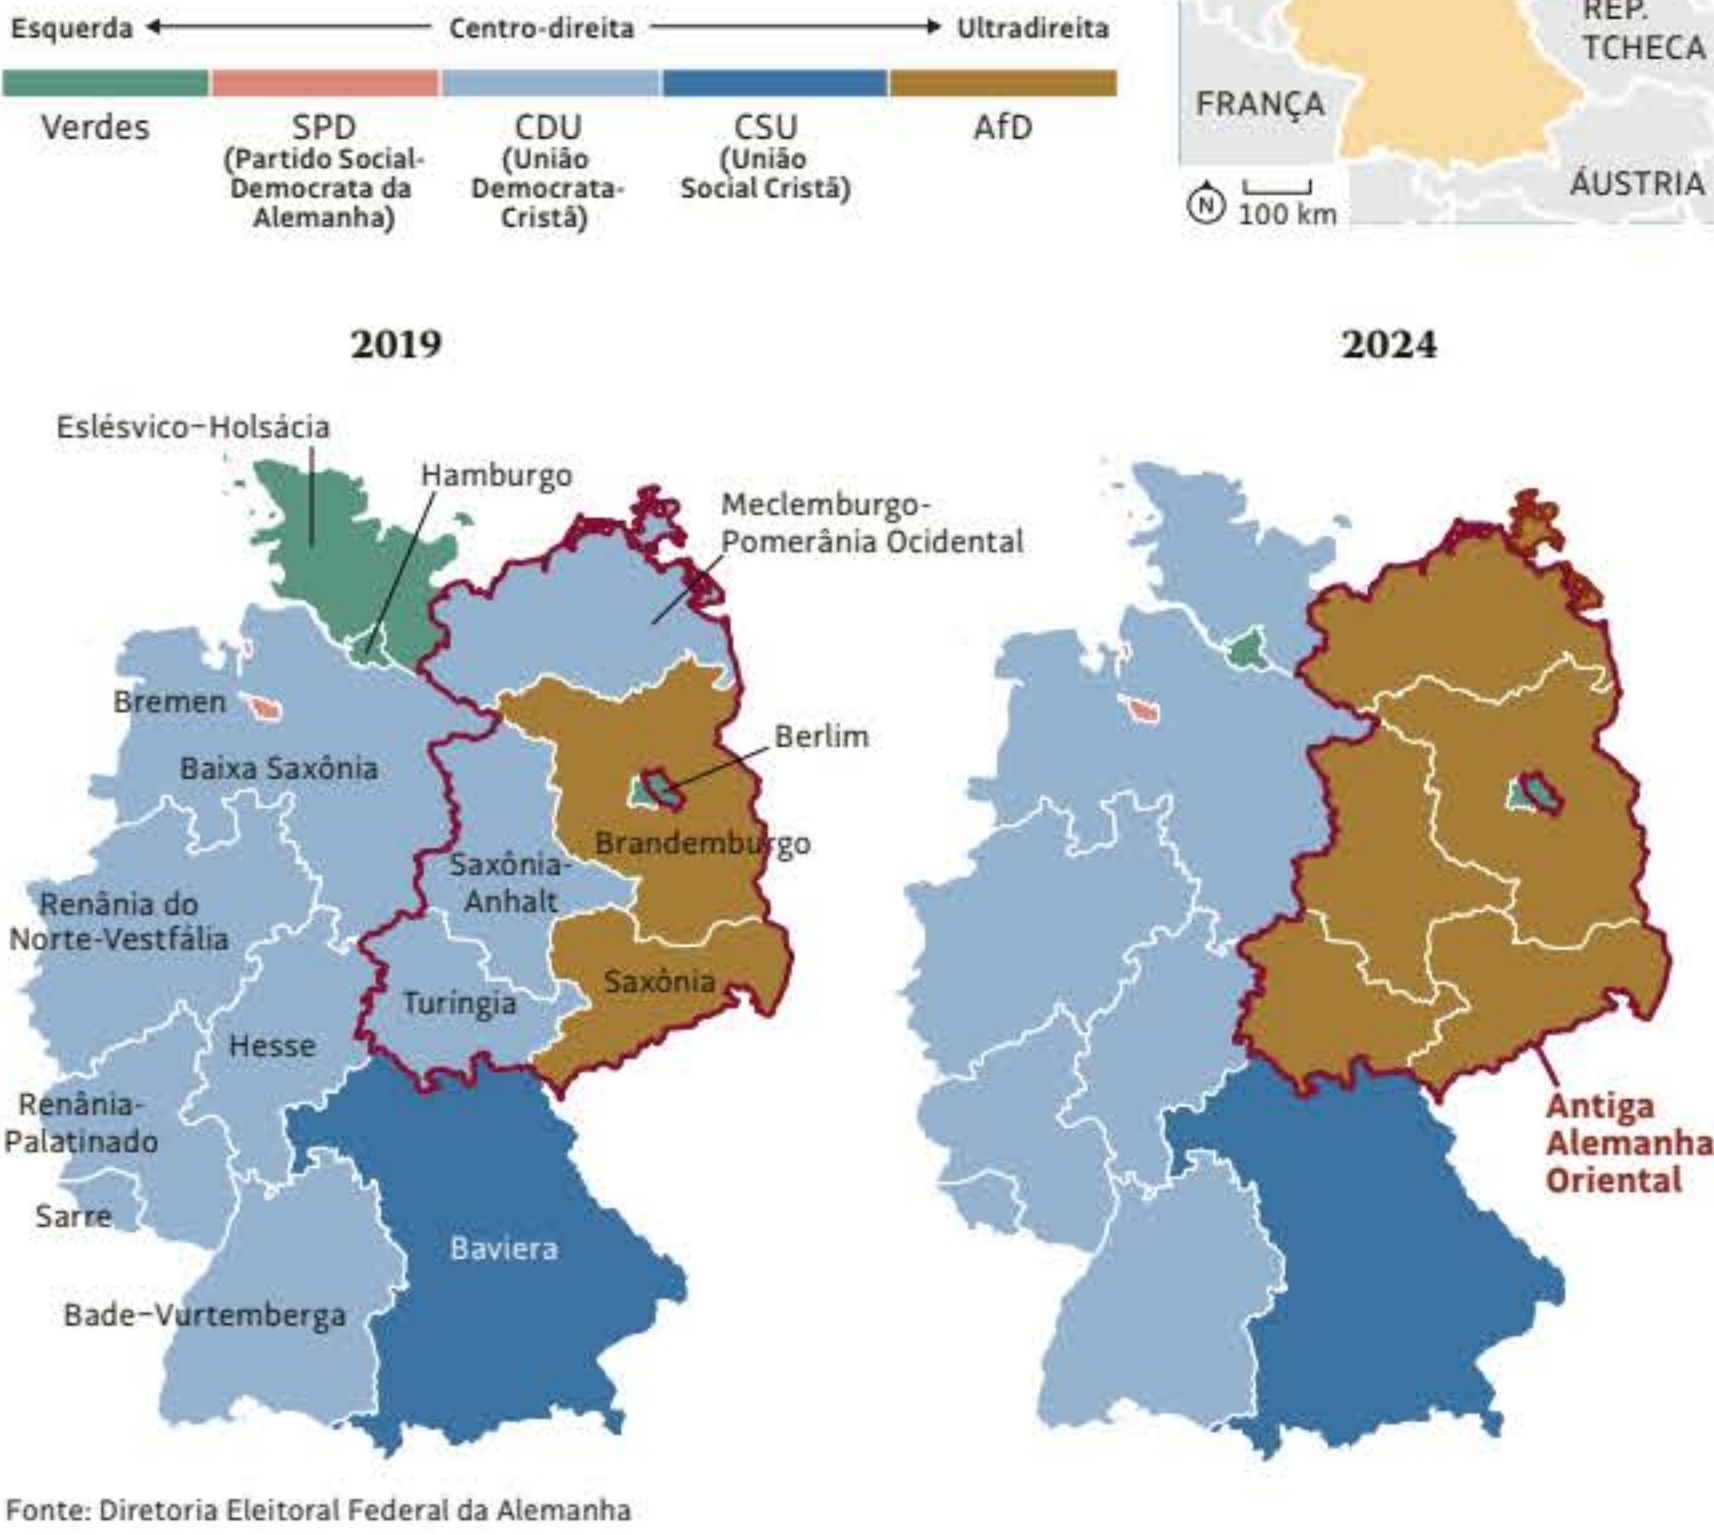 Esquerda Centro-direita Ultradireita
Verdes
SPD
(Partido Social-
Democrata da
Alemanha)
CDU
(União
Democrata-
Cristã)
CSU
(União
Social Cristã)
AfD
REP.
TCHECA
FRANÇA
ÁUSTRIA
N
100 km
2019
2024
Eslésvico-Holsácia
Hamburgo
Meclemburgo-
Pomerânia Ocidental
Bremen
Berlim
Baixa Saxônia
Brandemburgo
Saxônia-
Anhalt
Renânia do
Norte-Vestfália
Saxônia
Turíngia
Hesse
Renânia-
Palatinado
Sarre
Baviera
Bade-Vurtemberga
Antiga
Alemanha
Oriental
Fonte: Diretoria Eleitoral Federal da Alemanha